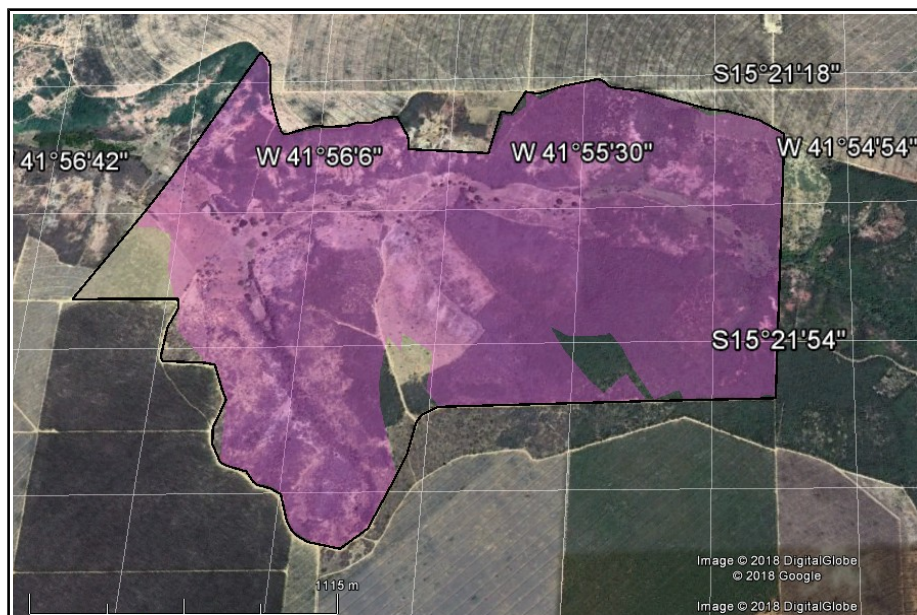 S15°21'18"
41°56'42"
W 41°56'6"
W 41°55'30"
W 41°54'54"
S15°21'54"
Image © 2018 DigitalGlobe
© 2018 Google
1115 m
Image © 2018 DigitalGlobe